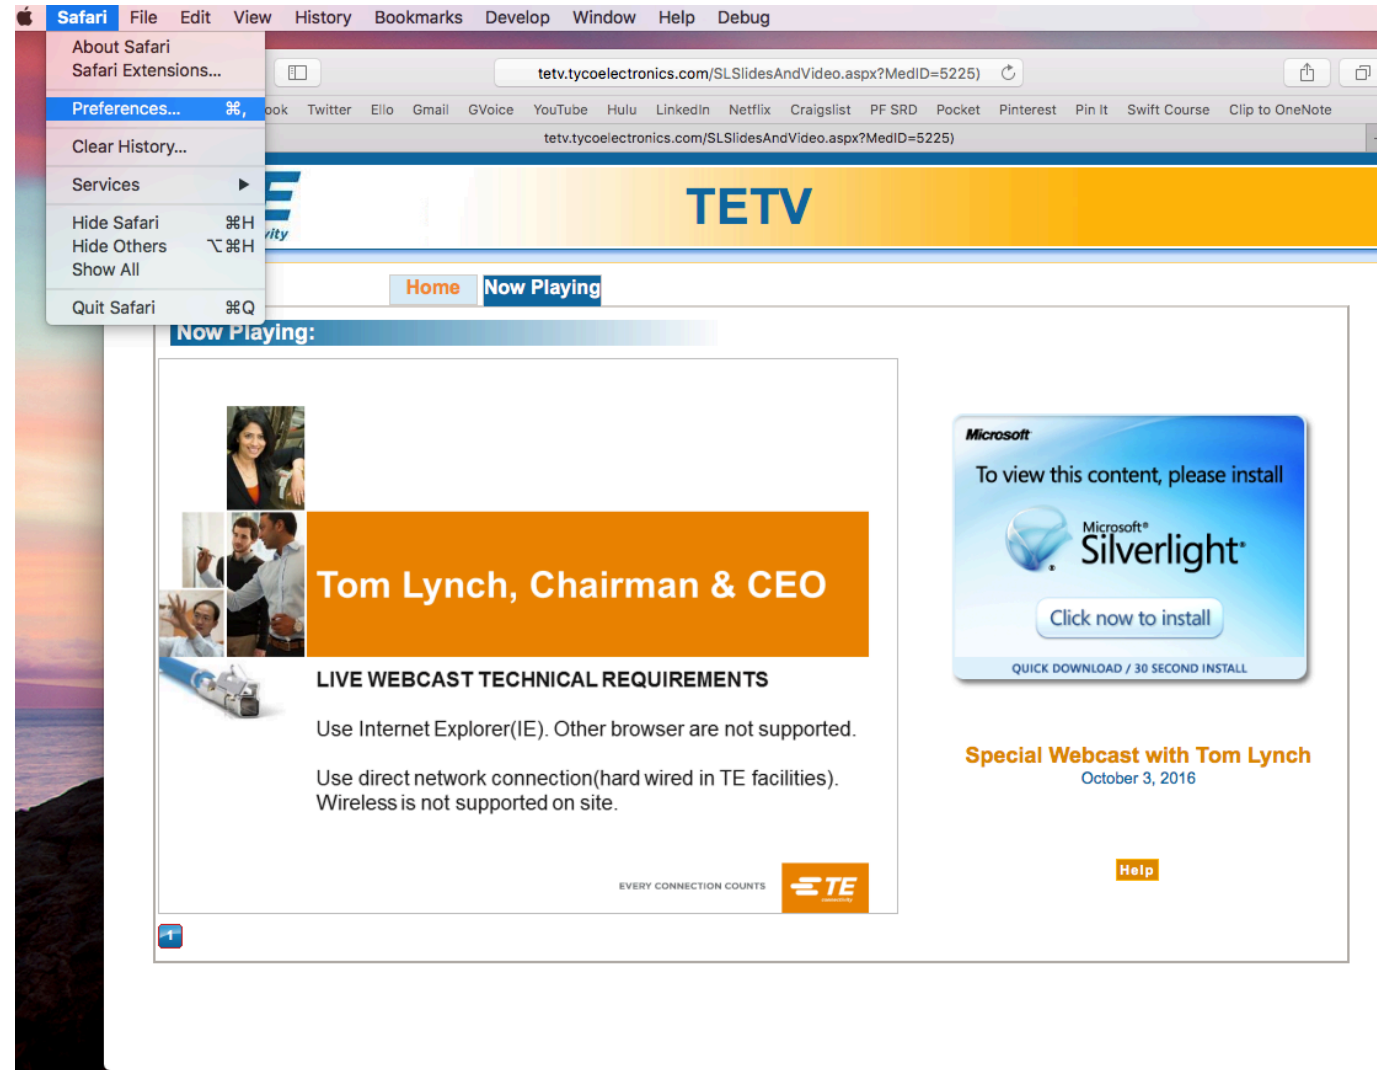 Safari File Edit View History Bookmarks Develop Window Help Debug
About Safari
Safari Extensions...
Preferences... ⌘,
Clear History...
Services ▶
Hide Safari ⌘H
Hide Others ⌥⌘H
Show All
Quit Safari ⌘Q
tetv.tycoelectronics.com/SLSlidesAndVideo.aspx?MedID=5225)
Twitter Ello Gmail GVoice YouTube Hulu LinkedIn Netflix Craigslist PF SRD Pocket Pinterest Pin It Swift Course Clip to OneNote
tetv.tycoelectronics.com/SLSlidesAndVideo.aspx?MedID=5225)
TETV
Home Now Playing
Now Playing:
Tom Lynch, Chairman & CEO
LIVE WEBCAST TECHNICAL REQUIREMENTS
Use Internet Explorer(IE). Other browser are not supported.
Use direct network connection(hard wired in TE facilities).
Wireless is not supported on site.
EVERY CONNECTION COUNTS
TE
connectivity
1
Microsoft
To view this content, please install
Microsoft®
Silverlight
Click now to install
QUICK DOWNLOAD / 30 SECOND INSTALL
Special Webcast with Tom Lynch
October 3, 2016
Help